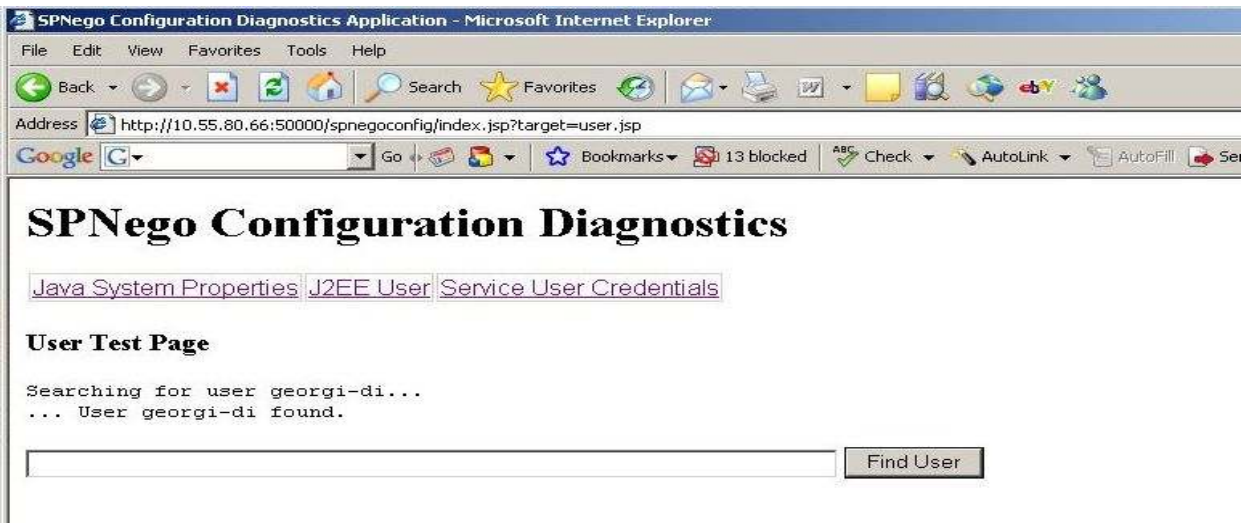 SPNego Configuration Diagnostics Application - Microsoft Internet Explorer
File Edit View Favorites Tools Help
Back Search Favorites W ebY
Address http://10.55.80.66:50000/spnegoconfig/index.jsp?target=user.jsp
Google G Go Bookmarks 13 blocked ABC Check AutoLink AutoFill Se
SPNego Configuration Diagnostics
Java System Properties J2EE User Service User Credentials
User Test Page
Searching for user georgi-di...
... User georgi-di found.
Find User